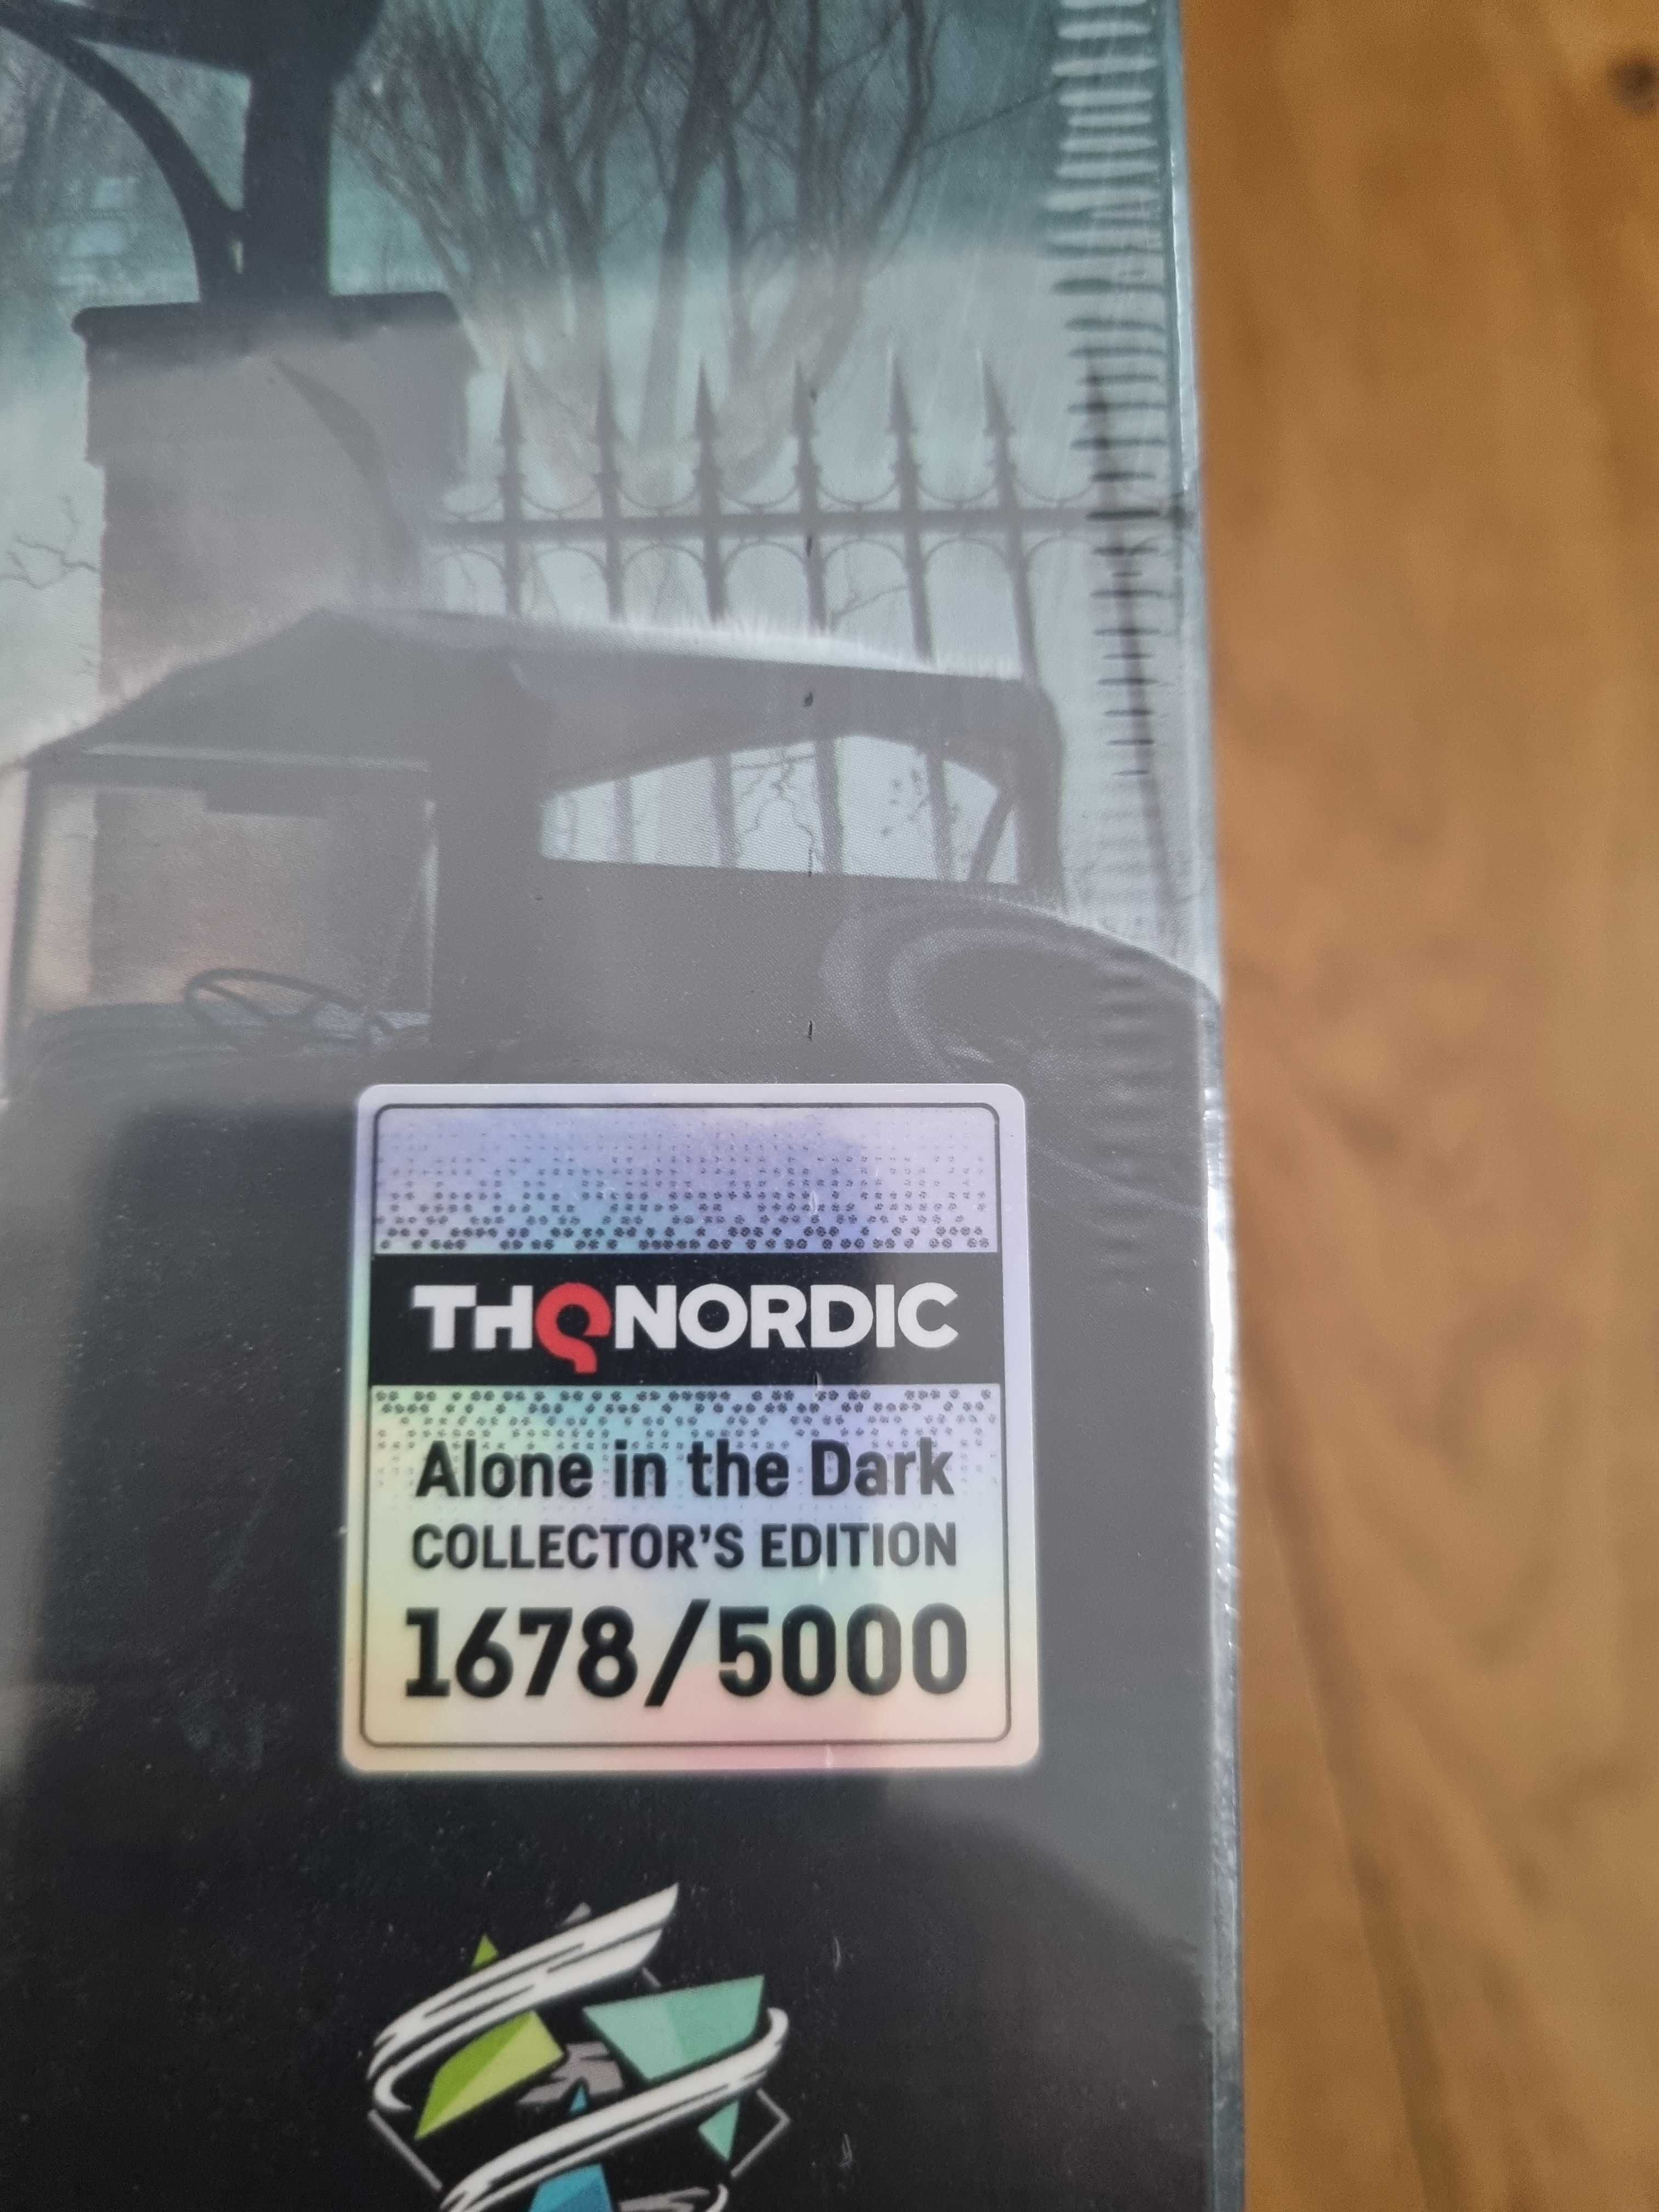 THQNORDIC
Alone in the Dark
COLLECTOR'S EDITION
1678/5000